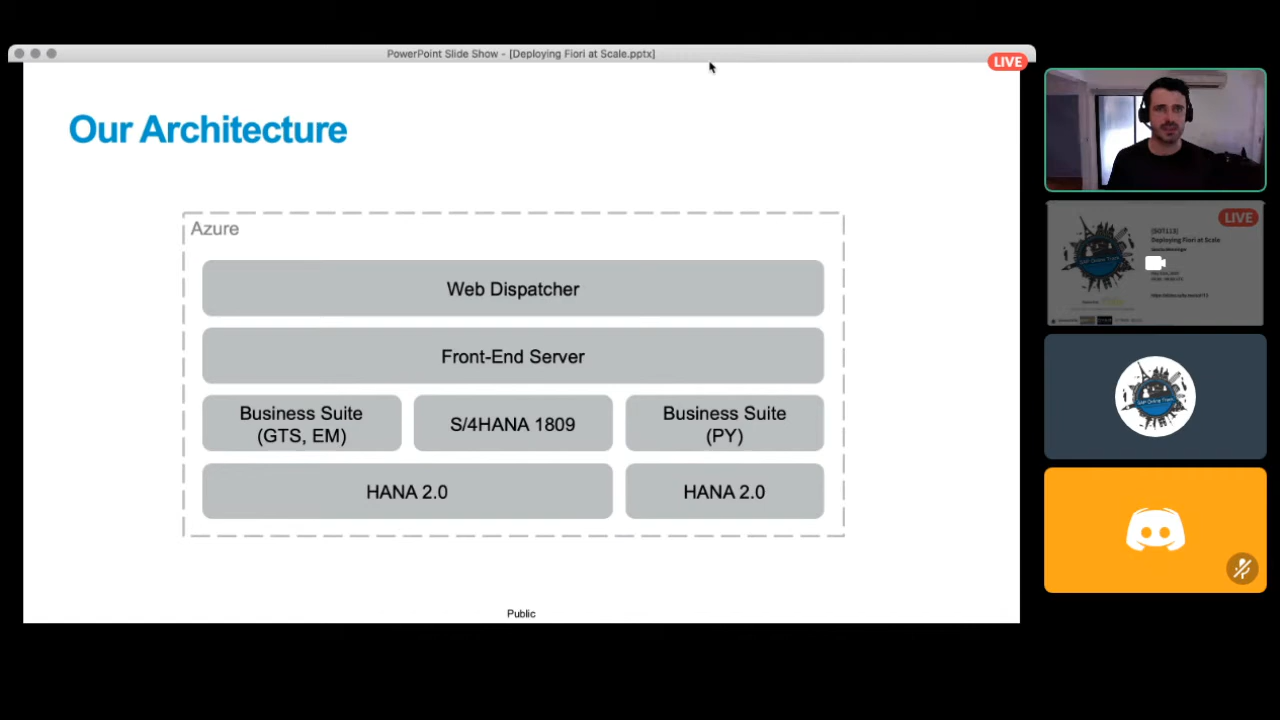 PowerPoint Slide Show - [Deploying Fiori at Scale.pptx]
LIVE
Our Architecture
Azure
Web Dispatcher
Front-End Server
Business Suite
(GTS, EM)
S/4HANA 1809
Business Suite
(PY)
HANA 2.0
HANA 2.0
Public
LIVE
Deploying Fiori at Scale